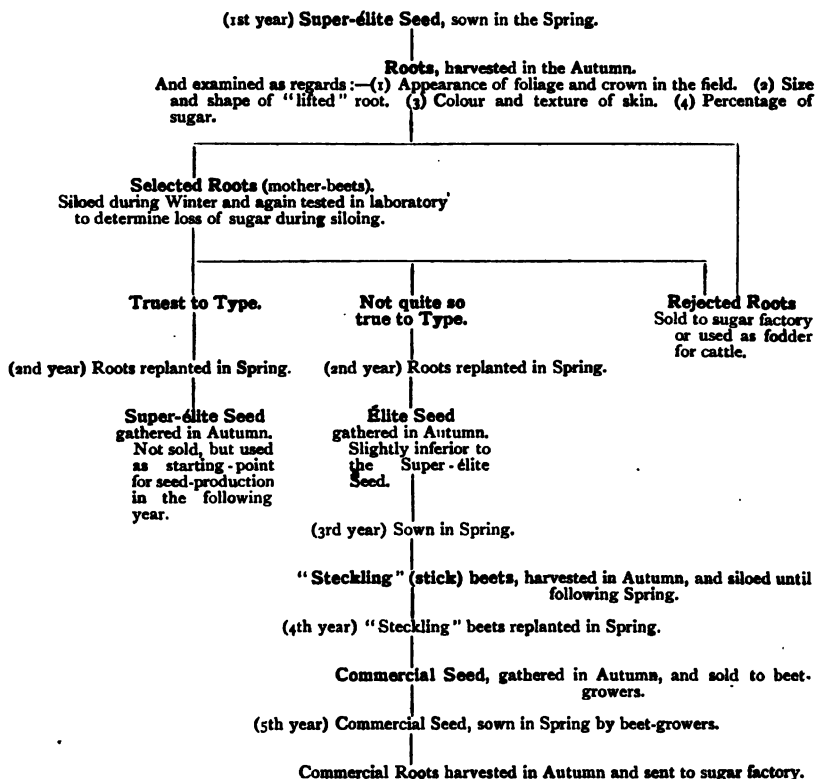 (1st year) Super-élite Seed, sown in the Spring.
Roots, harvested in the Autumn.
And examined as regards:—(1) Appearance of foliage and crown in the field. (2) Size
and shape of "lifted" root. (3) Colour and texture of skin. (4) Percentage of
sugar.
Selected Roots (mother-beets).
Siloed during Winter and again tested in laboratory
to determine loss of sugar during siloing.
Truest to Type.
Not quite so
true to Type.
Rejected Roots
Sold to sugar factory
or used as fodder
for cattle.
(2nd year) Roots replanted in Spring.
(2nd year) Roots replanted in Spring.
Super-élite Seed
gathered in Autumn.
Not sold, but used
as starting-point
for seed-production
in the following
year.
Élite Seed
gathered in Autumn.
Slightly inferior to
the Super-élite
Seed.
(3rd year) Sown in Spring.
"Steckling" (stick) beets, harvested in Autumn, and siloed until
following Spring.
(4th year) "Steckling" beets replanted in Spring.
Commercial Seed, gathered in Autumn, and sold to beet-
growers.
(5th year) Commercial Seed, sown in Spring by beet-growers.
Commercial Roots harvested in Autumn and sent to sugar factory.